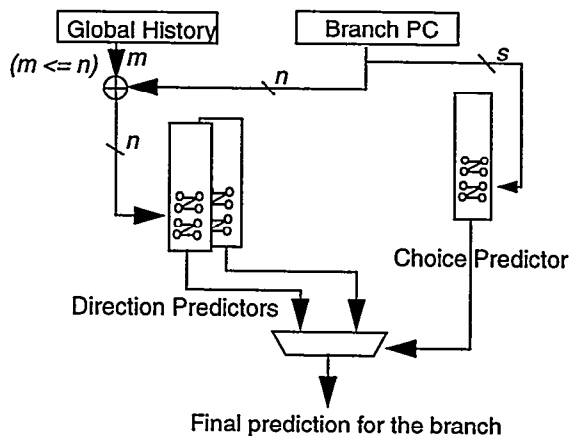 Global History
Branch PC
(m <= n)
m
s
n
n
Choice Predictor
Direction Predictors
Final prediction for the branch